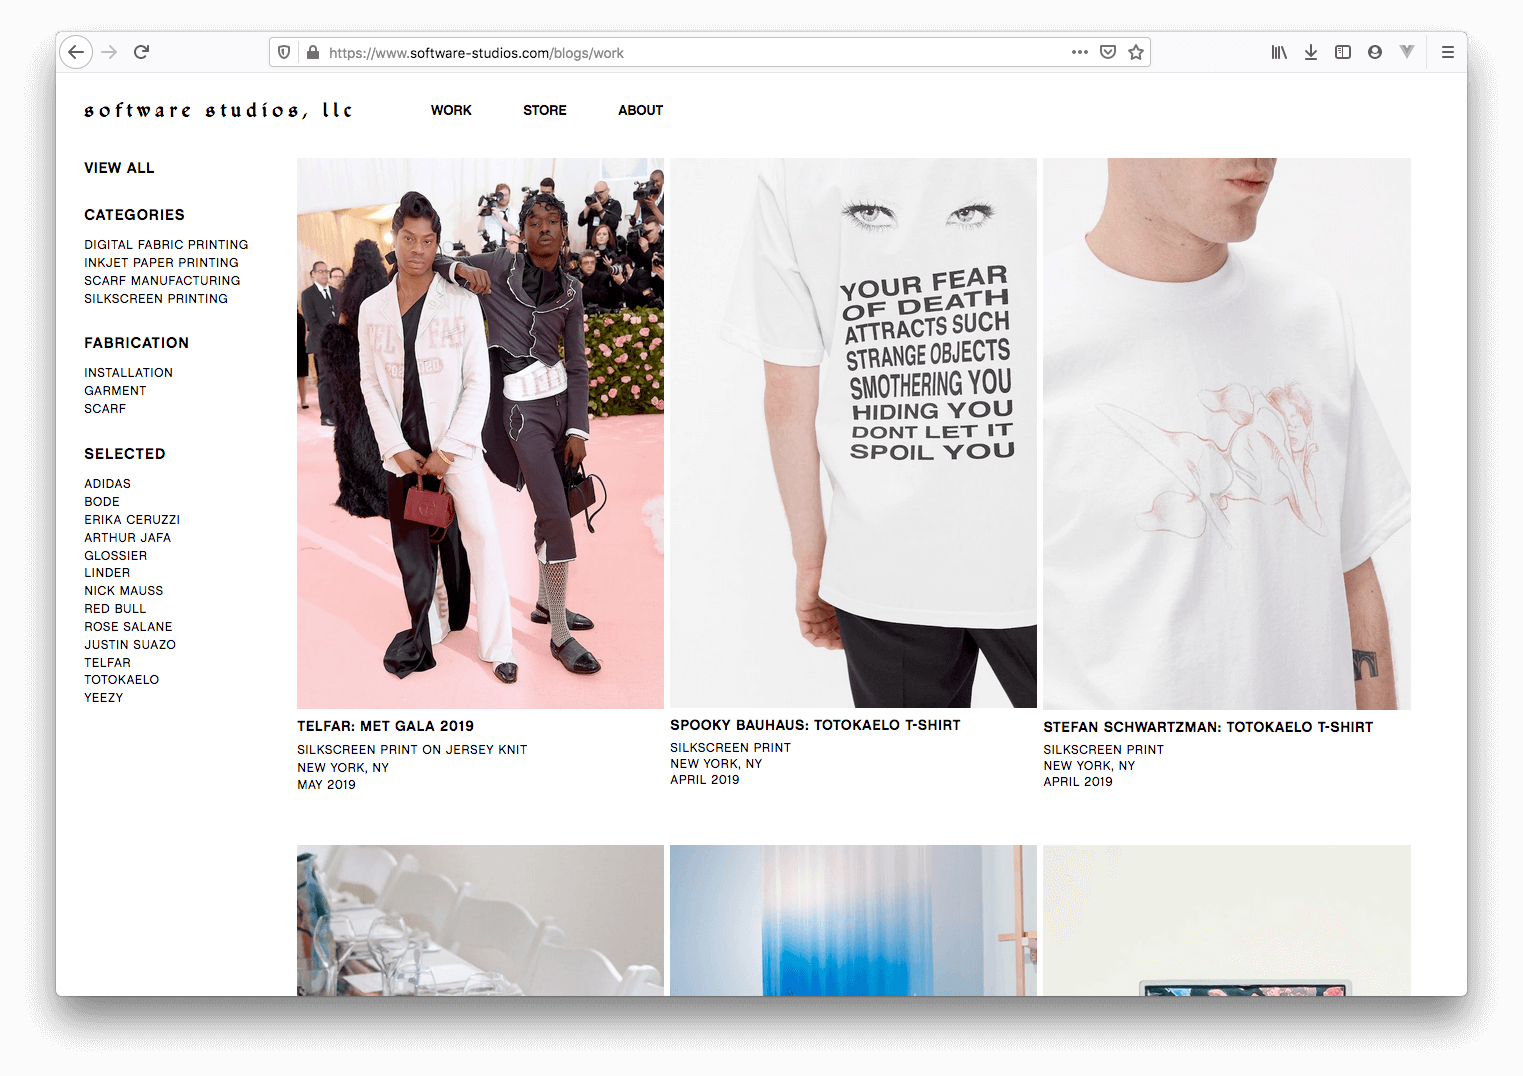 https://www.software-studios.com/blogs/work
software studios, llc
WORK
STORE
ABOUT
VIEW ALL
CATEGORIES
DIGITAL FABRIC PRINTING
INKJET PAPER PRINTING
SCARF MANUFACTURING
SILKSCREEN PRINTING
FABRICATION
INSTALLATION
GARMENT
SCARF
SELECTED
ADIDAS
BODE
ERIKA CERUZZI
ARTHUR JAFA
GLOSSIER
LINDER
NICK MAUSS
RED BULL
ROSE SALANE
JUSTIN SUAZO
TELFAR
TOTOKAELO
YEEZY
TELFAR: MET GALA 2019
SILKSCREEN PRINT ON JERSEY KNIT
NEW YORK, NY
MAY 2019
YOUR FEAR
OF DEATH
ATTRACTS SUCH
STRANGE OBJECTS
SMOTHERING YOU
HIDING YOU
DONT LET IT
SPOIL YOU
SPOOKY BAUHAUS: TOTOKAELO T-SHIRT
SILKSCREEN PRINT
NEW YORK, NY
APRIL 2019
STEFAN SCHWARTZMAN: TOTOKAELO T-SHIRT
SILKSCREEN PRINT
NEW YORK, NY
APRIL 2019